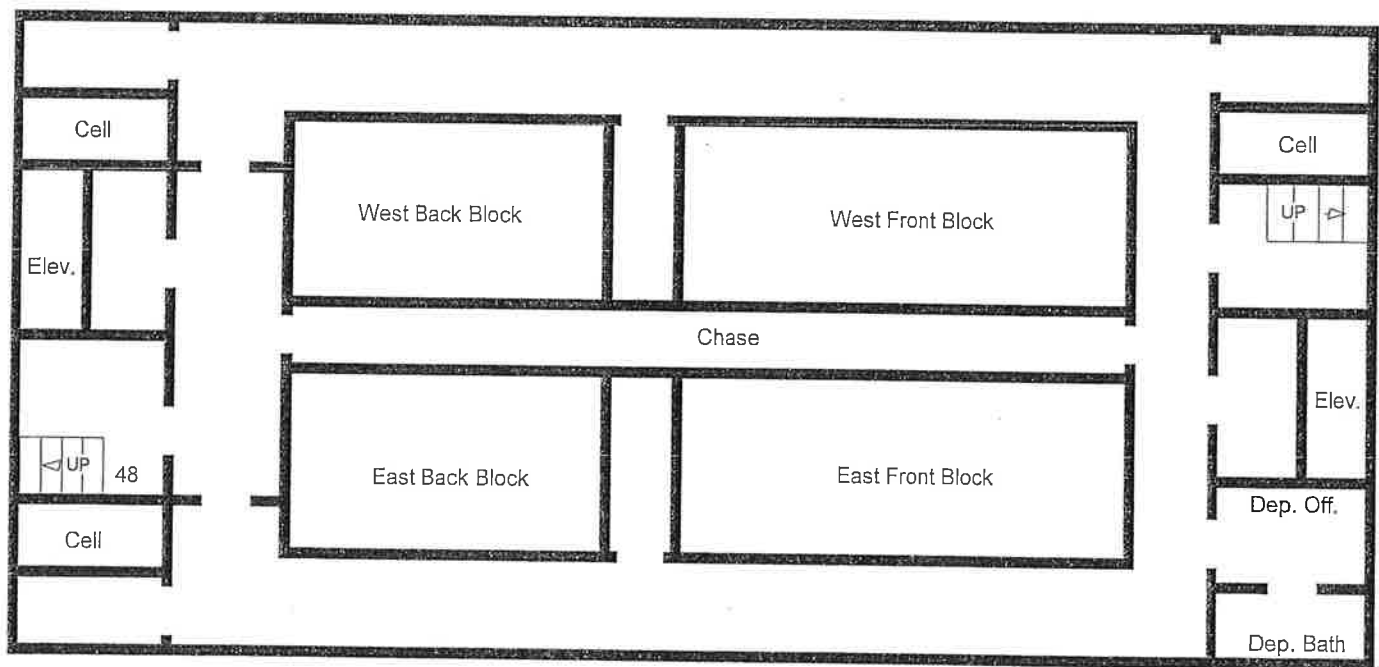 Cell
Cell
West Back Block
West Front Block
UP
Elev.
Chase
Elev.
UP
48
East Back Block
East Front Block
Dep. Off.
Cell
Dep. Bath